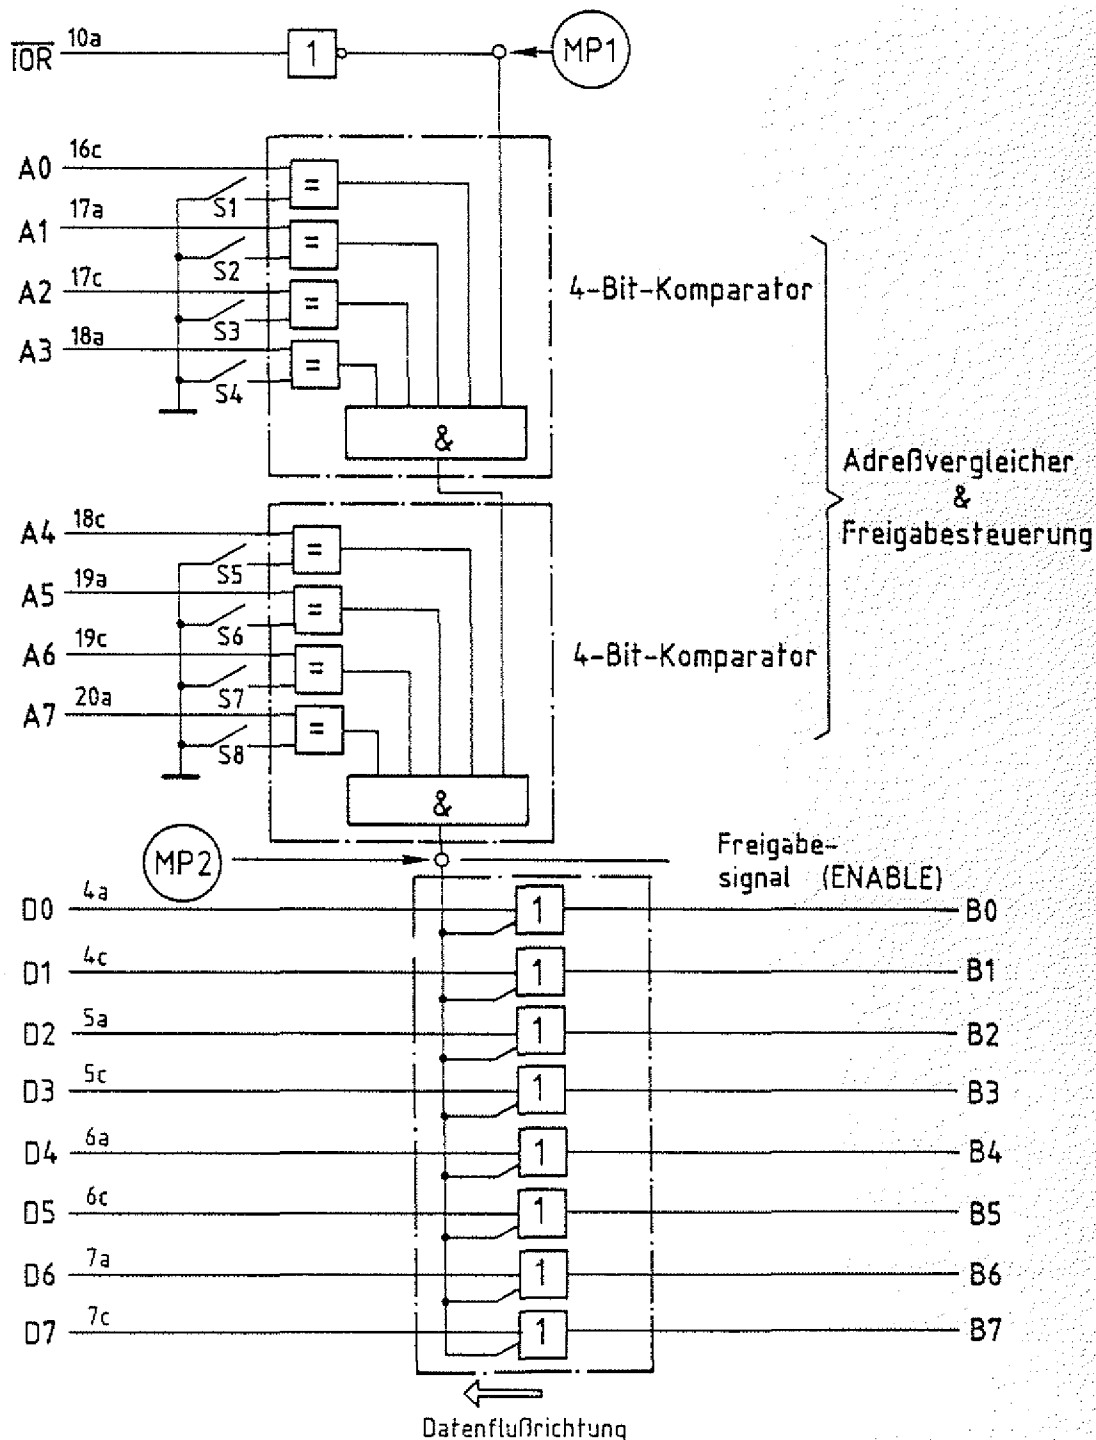 IOR 10a 1 MP1
A0 16c =
S1
A1 17a =
S2
A2 17c =
S3
A3 18a =
S4
&
4-Bit-Komparator
A4 18c =
S5
A5 19a =
S6
A6 19c =
S7
A7 20a =
S8
&
4-Bit-Komparator
Adreßvergleicher
&
Freigabesteuerung
MP2
Freigabe-
signal (ENABLE)
D0 4a 1 B0
D1 4c 1 B1
D2 5a 1 B2
D3 5c 1 B3
D4 6a 1 B4
D5 6c 1 B5
D6 7a 1 B6
D7 7c 1 B7
Datenflußrichtung